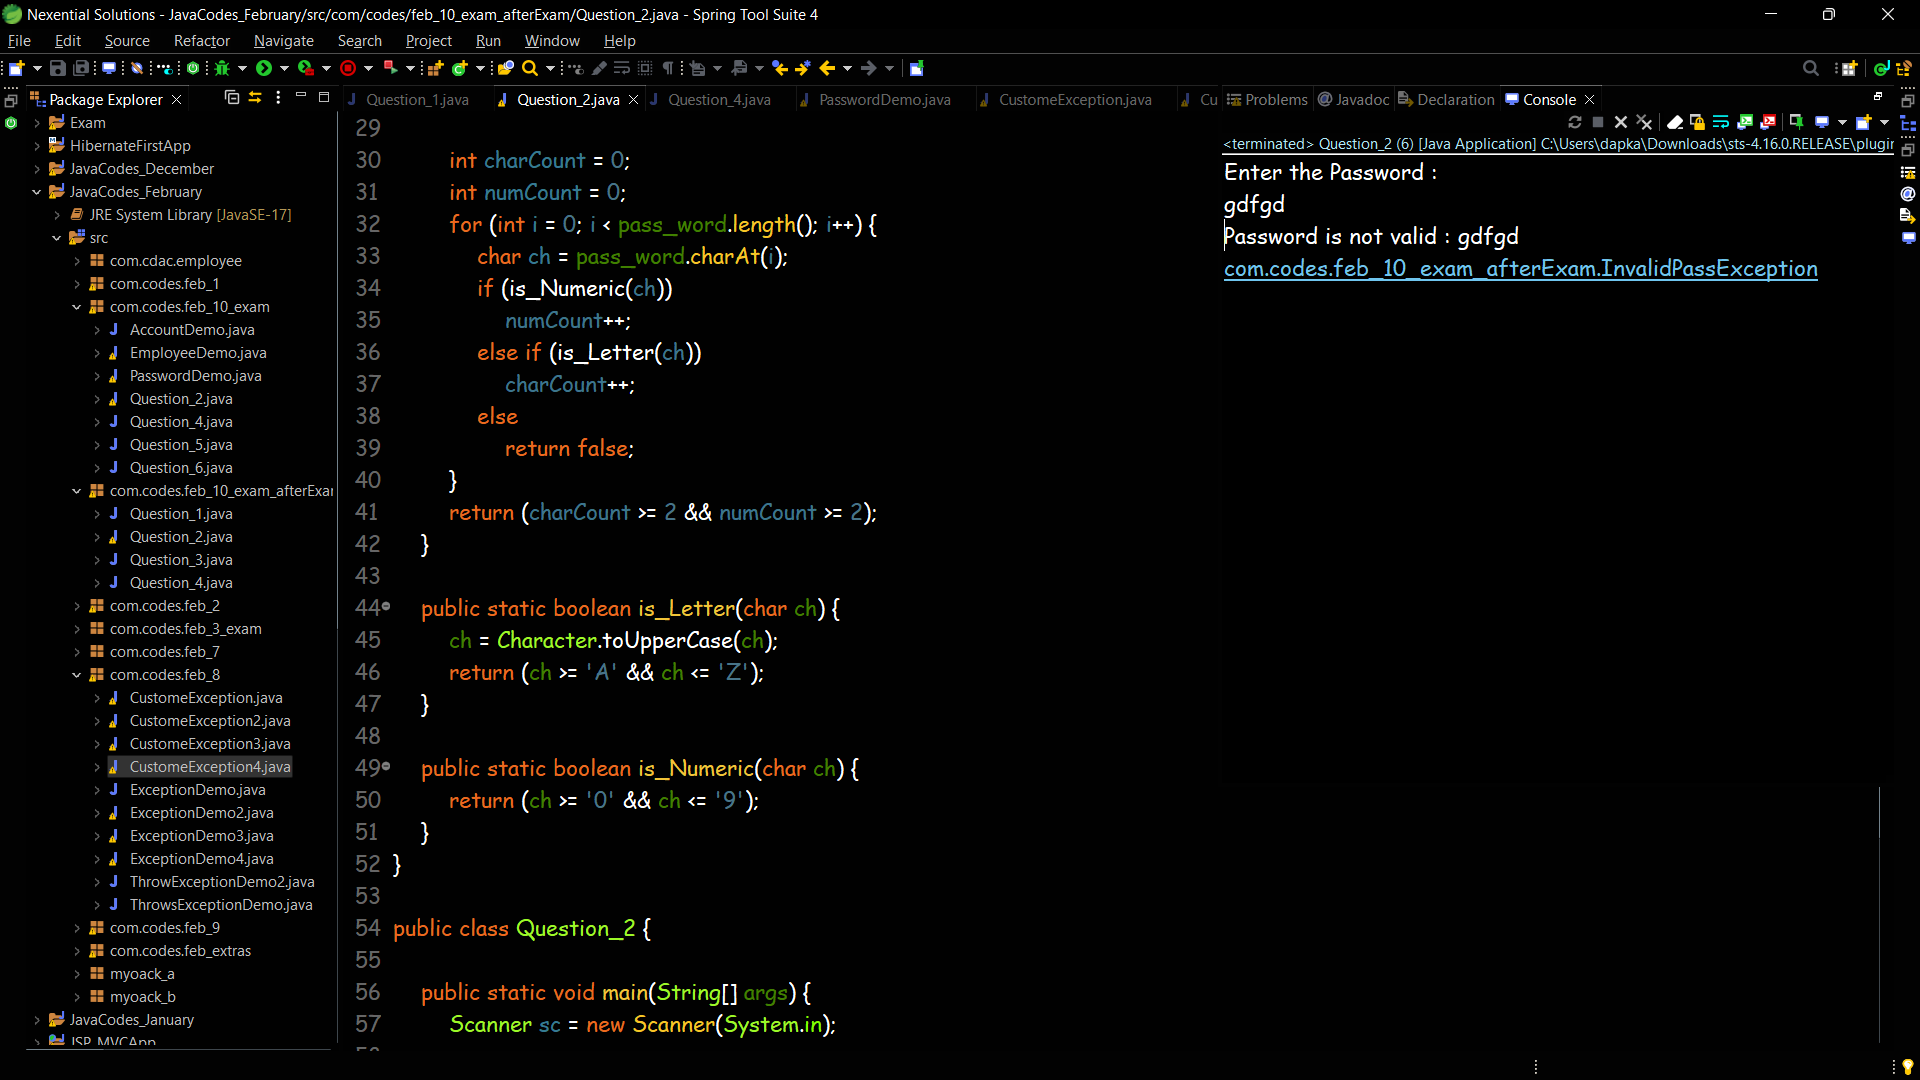 Nexential Solutions - JavaCodes_February/src/com/codes/feb_10_exam_afterExam/Question_2.java - Spring Tool Suite 4
File Edit Source Refactor Navigate Search Project Run Window Help
Package Explorer
Exam
HibernateFirstApp
JavaCodes_December
JavaCodes_February
JRE System Library [JavaSE-17]
src
com.cdac.employee
com.codes.feb_1
com.codes.feb_10_exam
AccountDemo.java
EmployeeDemo.java
PasswordDemo.java
Question_2.java
Question_4.java
Question_5.java
Question_6.java
com.codes.feb_10_exam_afterExar
Question_1.java
Question_2.java
Question_3.java
Question_4.java
com.codes.feb_2
com.codes.feb_3_exam
com.codes.feb_7
com.codes.feb_8
CustomeException.java
CustomeException2.java
CustomeException3.java
CustomeException4.java
ExceptionDemo.java
ExceptionDemo2.java
ExceptionDemo3.java
ExceptionDemo4.java
ThrowExceptionDemo2.java
ThrowsExceptionDemo.java
com.codes.feb_9
com.codes.feb_extras
myoack_a
myoack_b
JavaCodes_January
JSP_MVCApp
Question_1.java Question_2.java Question_4.java PasswordDemo.java CustomeException.java Cu
29
30 int charCount = 0;
31 int numCount = 0;
32 for (int i = 0; i < pass_word.length(); i++) {
33 char ch = pass_word.charAt(i);
34 if (is_Numeric(ch))
35 numCount++;
36 else if (is_Letter(ch))
37 charCount++;
38 else
39 return false;
40 }
41 return (charCount >= 2 && numCount >= 2);
42 }
43
44 public static boolean is_Letter(char ch) {
45 ch = Character.toUpperCase(ch);
46 return (ch >= 'A' && ch <= 'Z');
47 }
48
49 public static boolean is_Numeric(char ch) {
50 return (ch >= '0' && ch <= '9');
51 }
52 }
53
54 public class Question_2 {
55
56 public static void main(String[] args) {
57 Scanner sc = new Scanner(System.in);
Problems Javadoc Declaration Console
<terminated> Question_2 (6) [Java Application] C:\Users\dapka\Downloads\sts-4.16.0.RELEASE\plugin
Enter the Password :
gdfgd
Password is not valid : gdfgd
com.codes.feb_10_exam_afterExam.InvalidPassException